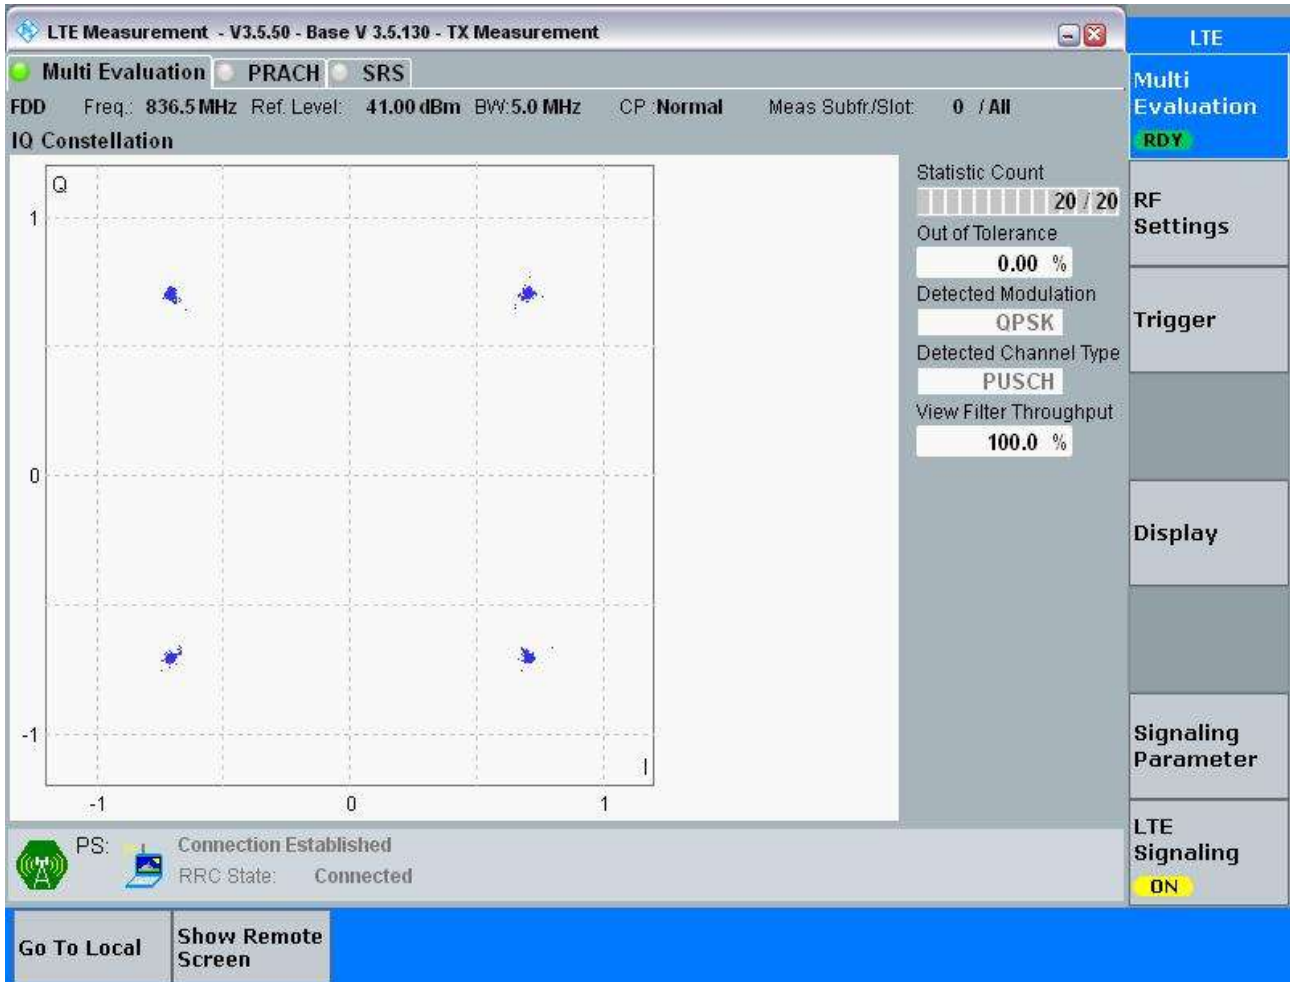 LTE Measurement - V3.5.50 - Base V 3.5.130 - TX Measurement
LTE
Multi Evaluation PRACH SRS
Multi
Evaluation
RDY
FDD Freq.: 836.5 MHz Ref. Level: 41.00 dBm BW:5.0 MHz CP :Normal Meas Subfr./Slot: 0 / All
IQ Constellation
Q
1
0
-1
I
-1 0 1
Statistic Count
20 / 20
Out of Tolerance
0.00 %
Detected Modulation
QPSK
Detected Channel Type
PUSCH
View Filter Throughput
100.0 %
RF
Settings
Trigger
Display
Signaling
Parameter
LTE
Signaling
ON
PS: Connection Established
RRC State: Connected
Go To Local
Show Remote
Screen